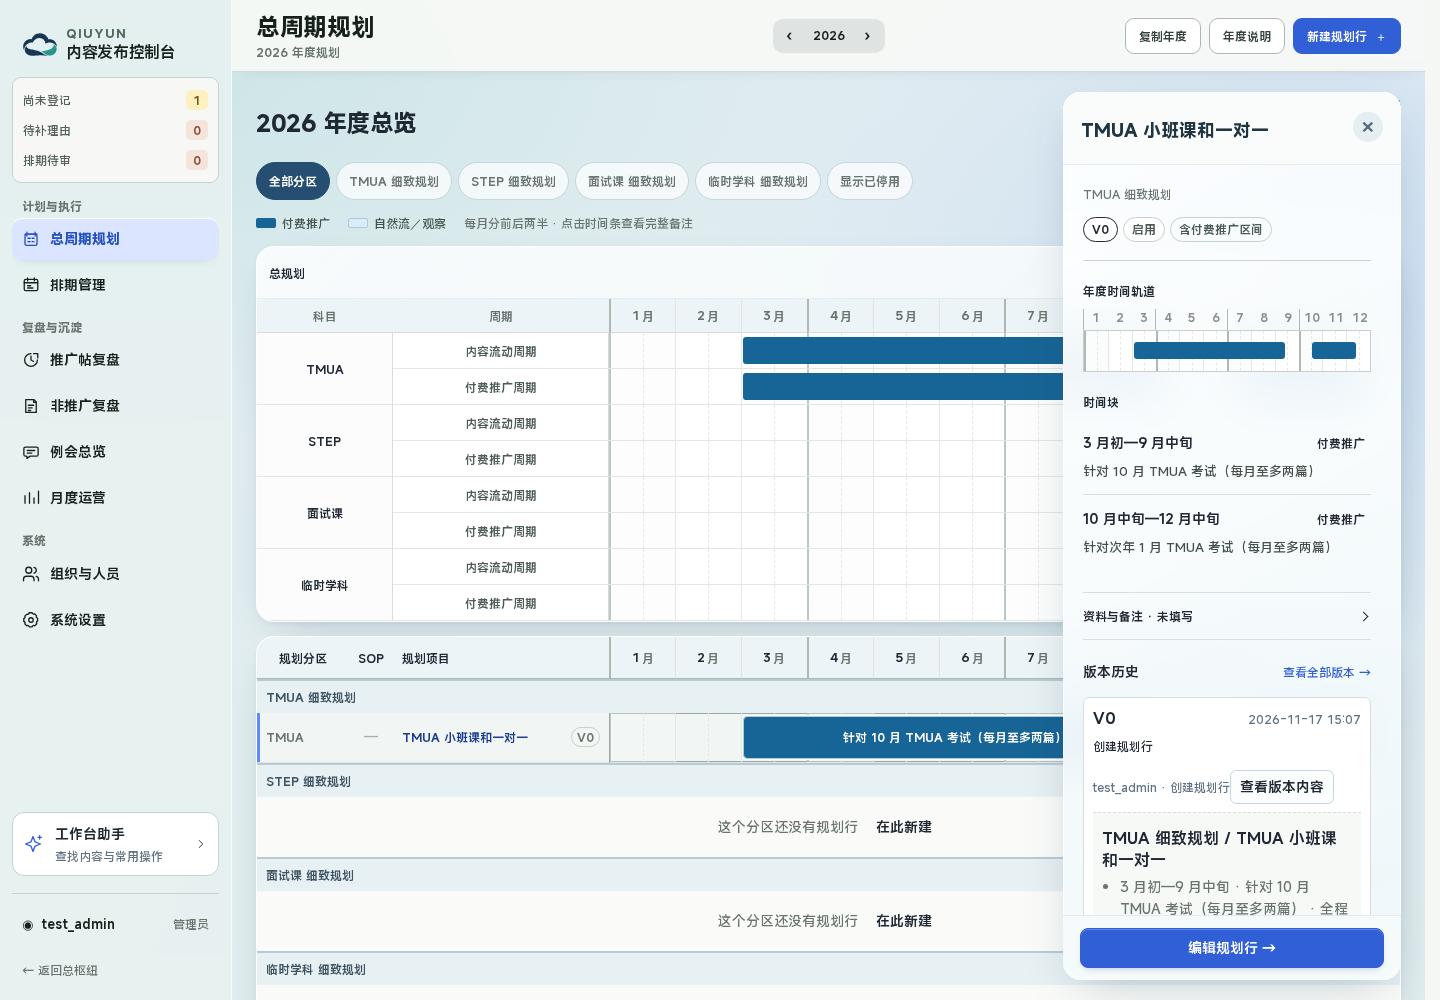 QIUYUN
内容发布控制台
尚未登记 1
待补理由 0
排期待审 0
计划与执行
总周期规划
排期管理
复盘与沉淀
推广帖复盘
非推广复盘
例会总览
月度运营
系统
组织与人员
系统设置
工作台助手
查找内容与常用操作
test_admin 管理员
← 返回总枢纽
总周期规划
2026 年度规划
‹ 2026 ›
复制年度 年度说明 新建规划行 +
2026 年度总览
全部分区 TMUA 细致规划 STEP 细致规划 面试课 细致规划 临时学科 细致规划 显示已停用
付费推广 自然流／观察 每月分前后两半 · 点击时间条查看完整备注
总规划
科目 周期 1 月 2 月 3 月 4 月 5 月 6 月 7 月
TMUA 内容流动周期
付费推广周期
STEP 内容流动周期
付费推广周期
面试课 内容流动周期
付费推广周期
临时学科 内容流动周期
付费推广周期
规划分区 SOP 规划项目 1 月 2 月 3 月 4 月 5 月 6 月 7 月
TMUA 细致规划
TMUA — TMUA 小班课和一对一 V0 针对 10 月 TMUA 考试（每月至多两篇）
STEP 细致规划
这个分区还没有规划行 在此新建
面试课 细致规划
这个分区还没有规划行 在此新建
临时学科 细致规划
TMUA 小班课和一对一 ×
TMUA 细致规划
V0 启用 含付费推广区间
年度时间轨道
1 2 3 4 5 6 7 8 9 10 11 12
时间块
3 月初—9 月中旬 付费推广
针对 10 月 TMUA 考试（每月至多两篇）
10 月中旬—12 月中旬 付费推广
针对次年 1 月 TMUA 考试（每月至多两篇）
资料与备注 · 未填写
版本历史 查看全部版本 →
V0 2026-11-17 15:07
创建规划行
test_admin · 创建规划行 查看版本内容
TMUA 细致规划 / TMUA 小班课
和一对一
• 3 月初—9 月中旬 · 针对 10 月
TMUA 考试（每月至多两篇） · 全程
编辑规划行 →